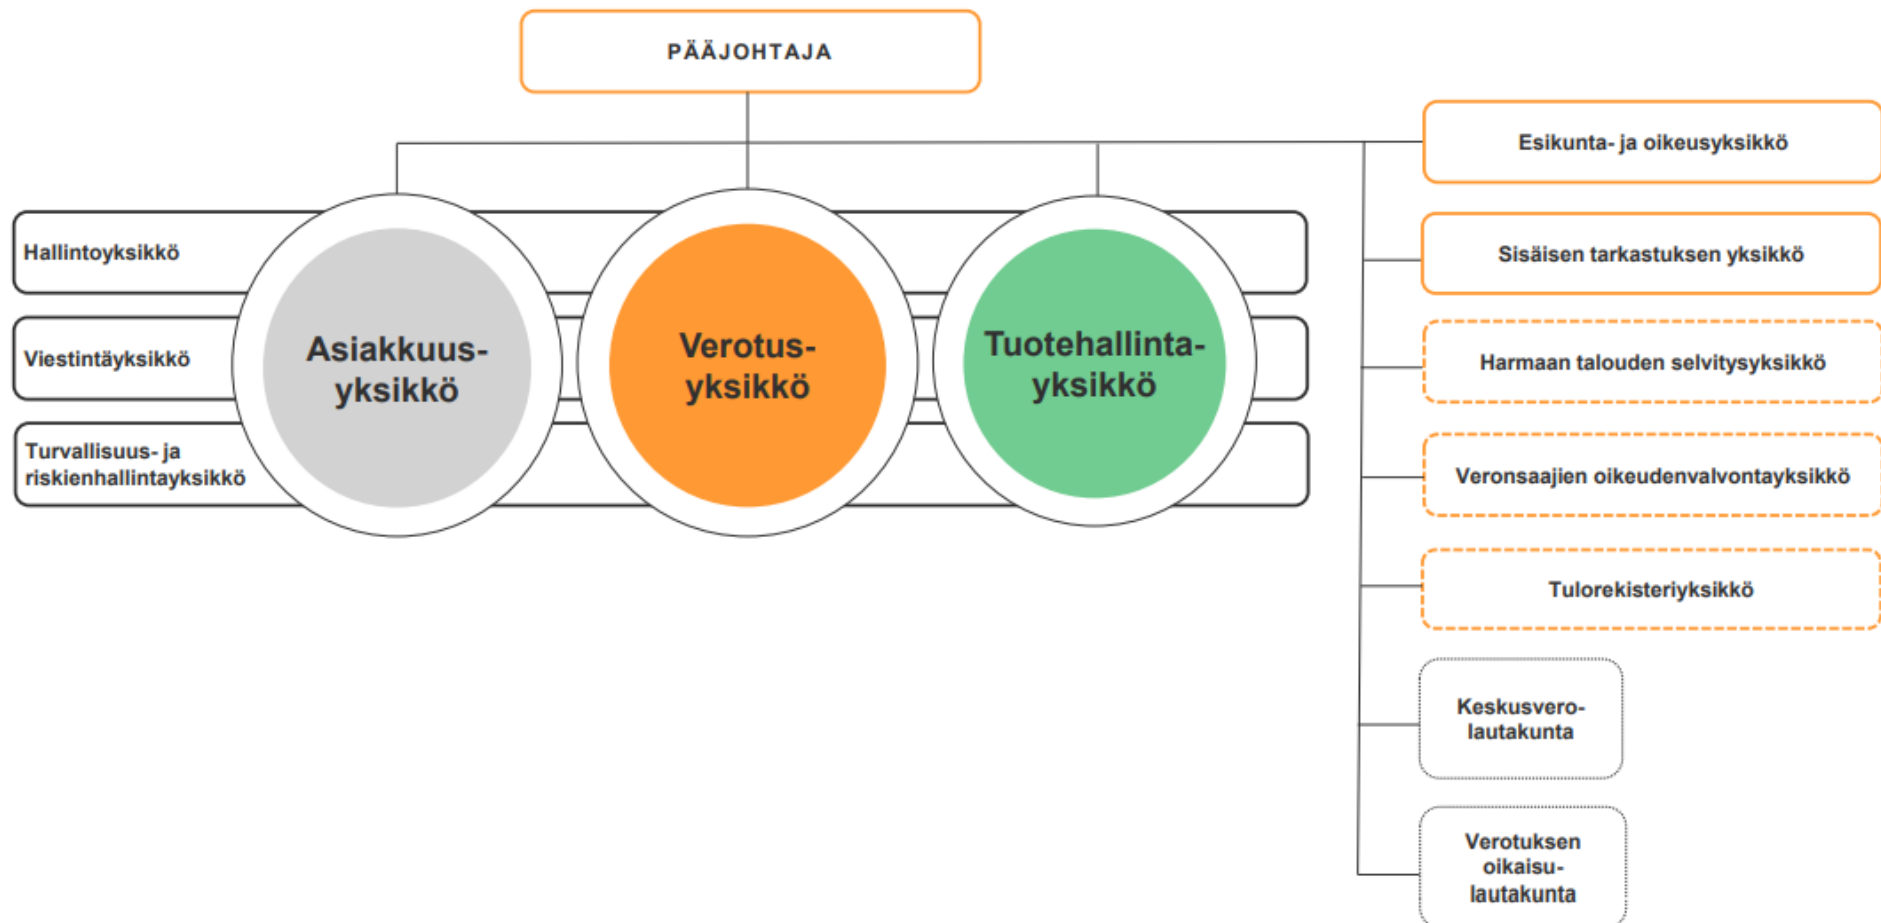 PÄÄJOHTAJA
Esikunta- ja oikeusyksikkö
Sisäisen tarkastuksen yksikkö
Harmaan talouden selvitysyksikkö
Veronsaajien oikeudenvalvontayksikkö
Tulorekisteriyksikkö
Keskusvero-
lautakunta
Verotuksen
oikaisu-
lautakunta
Hallintoyksikkö
Viestintäyksikkö
Turvallisuus- ja
riskienhallintayksikkö
Asiakkuus-
yksikkö
Verotus-
yksikkö
Tuotehallinta-
yksikkö